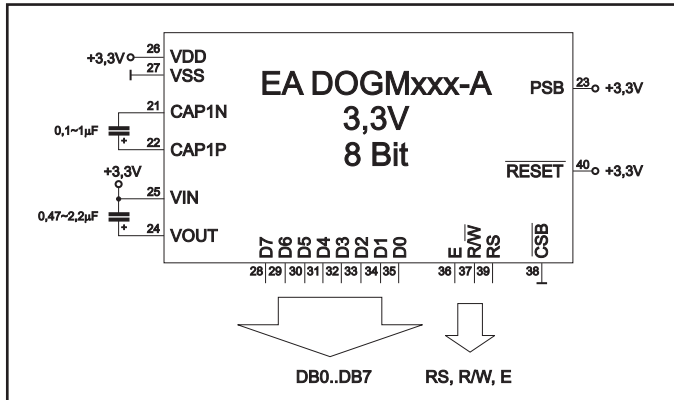 EA DOGMxxx-A
3,3V
8 Bit
+3,3V
26 VDD
27 VSS
21 CAP1N
0,1~1µF
+
22 CAP1P
+3,3V
25 VIN
0,47~2,2µF
+
24 VOUT
PSB 23 +3,3V
RESET 40 +3,3V
D7 D6 D5 D4 D3 D2 D1 D0 E R/W RS CSB
28 29 30 31 32 33 34 35 36 37 39 38
DB0..DB7 RS, R/W, E